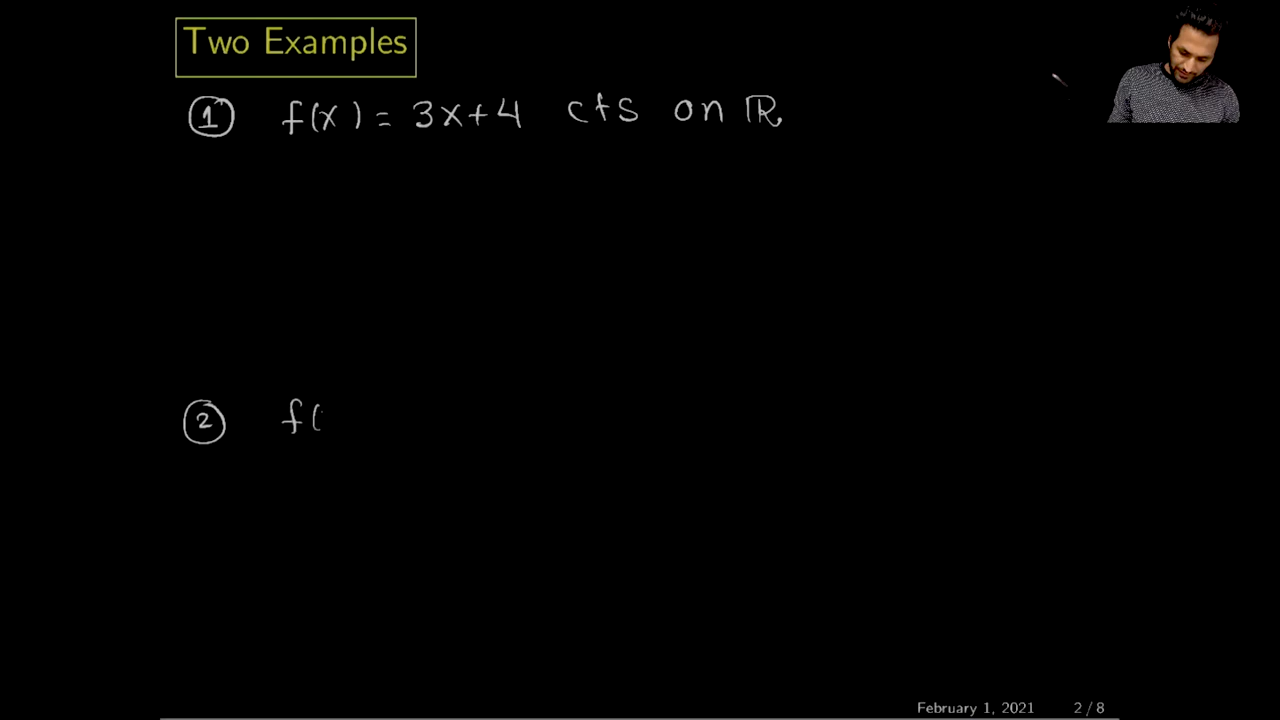 Two Examples
① f(x) = 3x+4 cts on ℝ
② f(
February 1, 2021 2 / 8